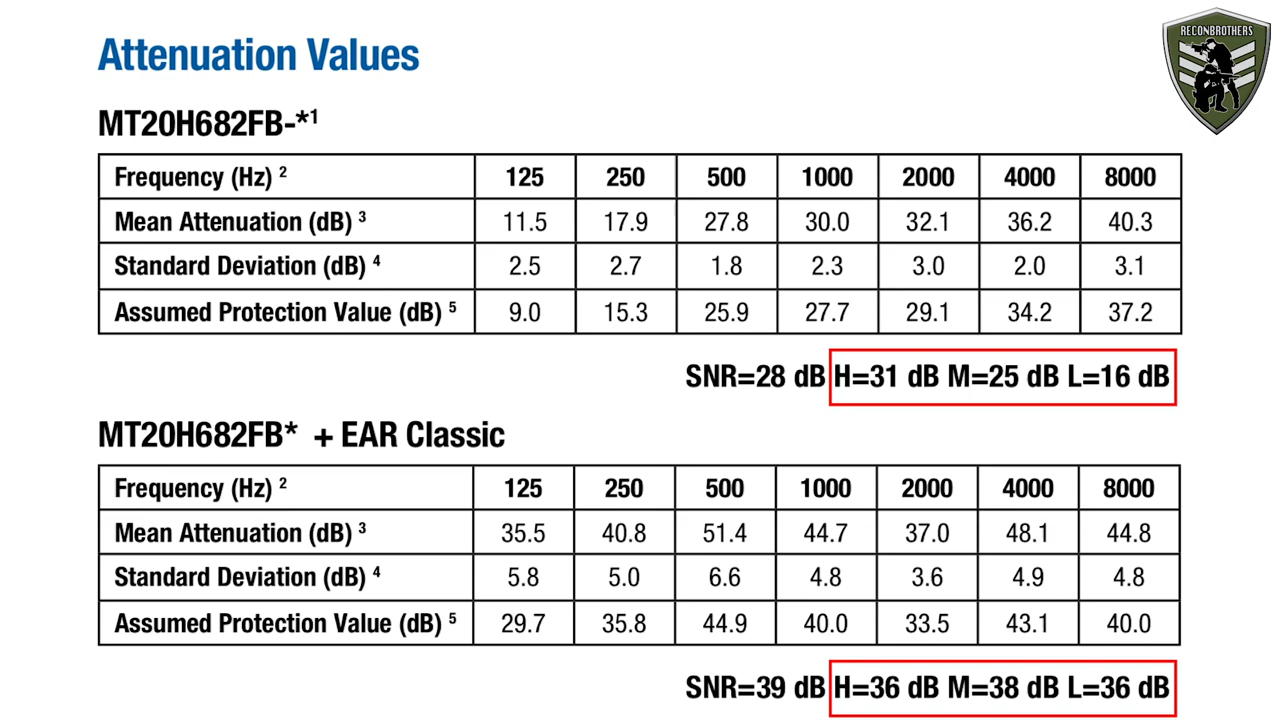 RECONBROTHERS
Attenuation Values
MT20H682FB-*1
Frequency (Hz) 2 125 250 500 1000 2000 4000 8000
Mean Attenuation (dB) 3 11.5 17.9 27.8 30.0 32.1 36.2 40.3
Standard Deviation (dB) 4 2.5 2.7 1.8 2.3 3.0 2.0 3.1
Assumed Protection Value (dB) 5 9.0 15.3 25.9 27.7 29.1 34.2 37.2
SNR=28 dB H=31 dB M=25 dB L=16 dB
MT20H682FB* + EAR Classic
Frequency (Hz) 2 125 250 500 1000 2000 4000 8000
Mean Attenuation (dB) 3 35.5 40.8 51.4 44.7 37.0 48.1 44.8
Standard Deviation (dB) 4 5.8 5.0 6.6 4.8 3.6 4.9 4.8
Assumed Protection Value (dB) 5 29.7 35.8 44.9 40.0 33.5 43.1 40.0
SNR=39 dB H=36 dB M=38 dB L=36 dB